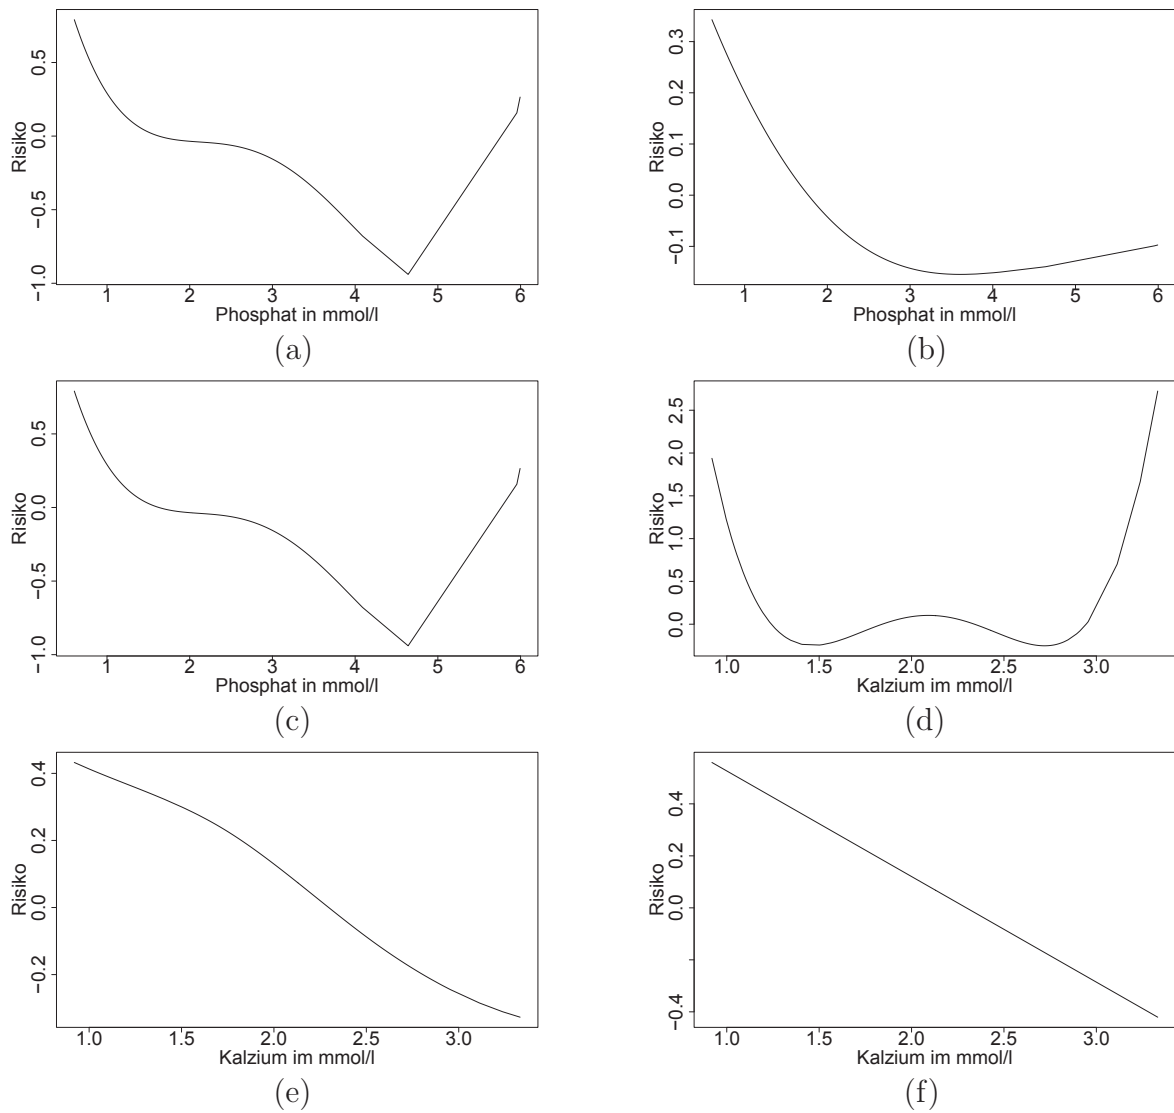 Risiko
0.5
0.0
−0.5
−1.0
1 2 3 4 5 6
Phosphat in mmol/l
(a)
Risiko
0.3
0.2
0.1
0.0
−0.1
1 2 3 4 5 6
Phosphat in mmol/l
(b)
Risiko
0.5
0.0
−0.5
−1.0
1 2 3 4 5 6
Phosphat in mmol/l
(c)
Risiko
2.5
2.0
1.5
1.0
0.5
0.0
1.0 1.5 2.0 2.5 3.0
Kalzium im mmol/l
(d)
Risiko
0.4
0.2
0.0
−0.2
1.0 1.5 2.0 2.5 3.0
Kalzium im mmol/l
(e)
Risiko
0.4
0.2
0.0
−0.4
1.0 1.5 2.0 2.5 3.0
Kalzium im mmol/l
(f)